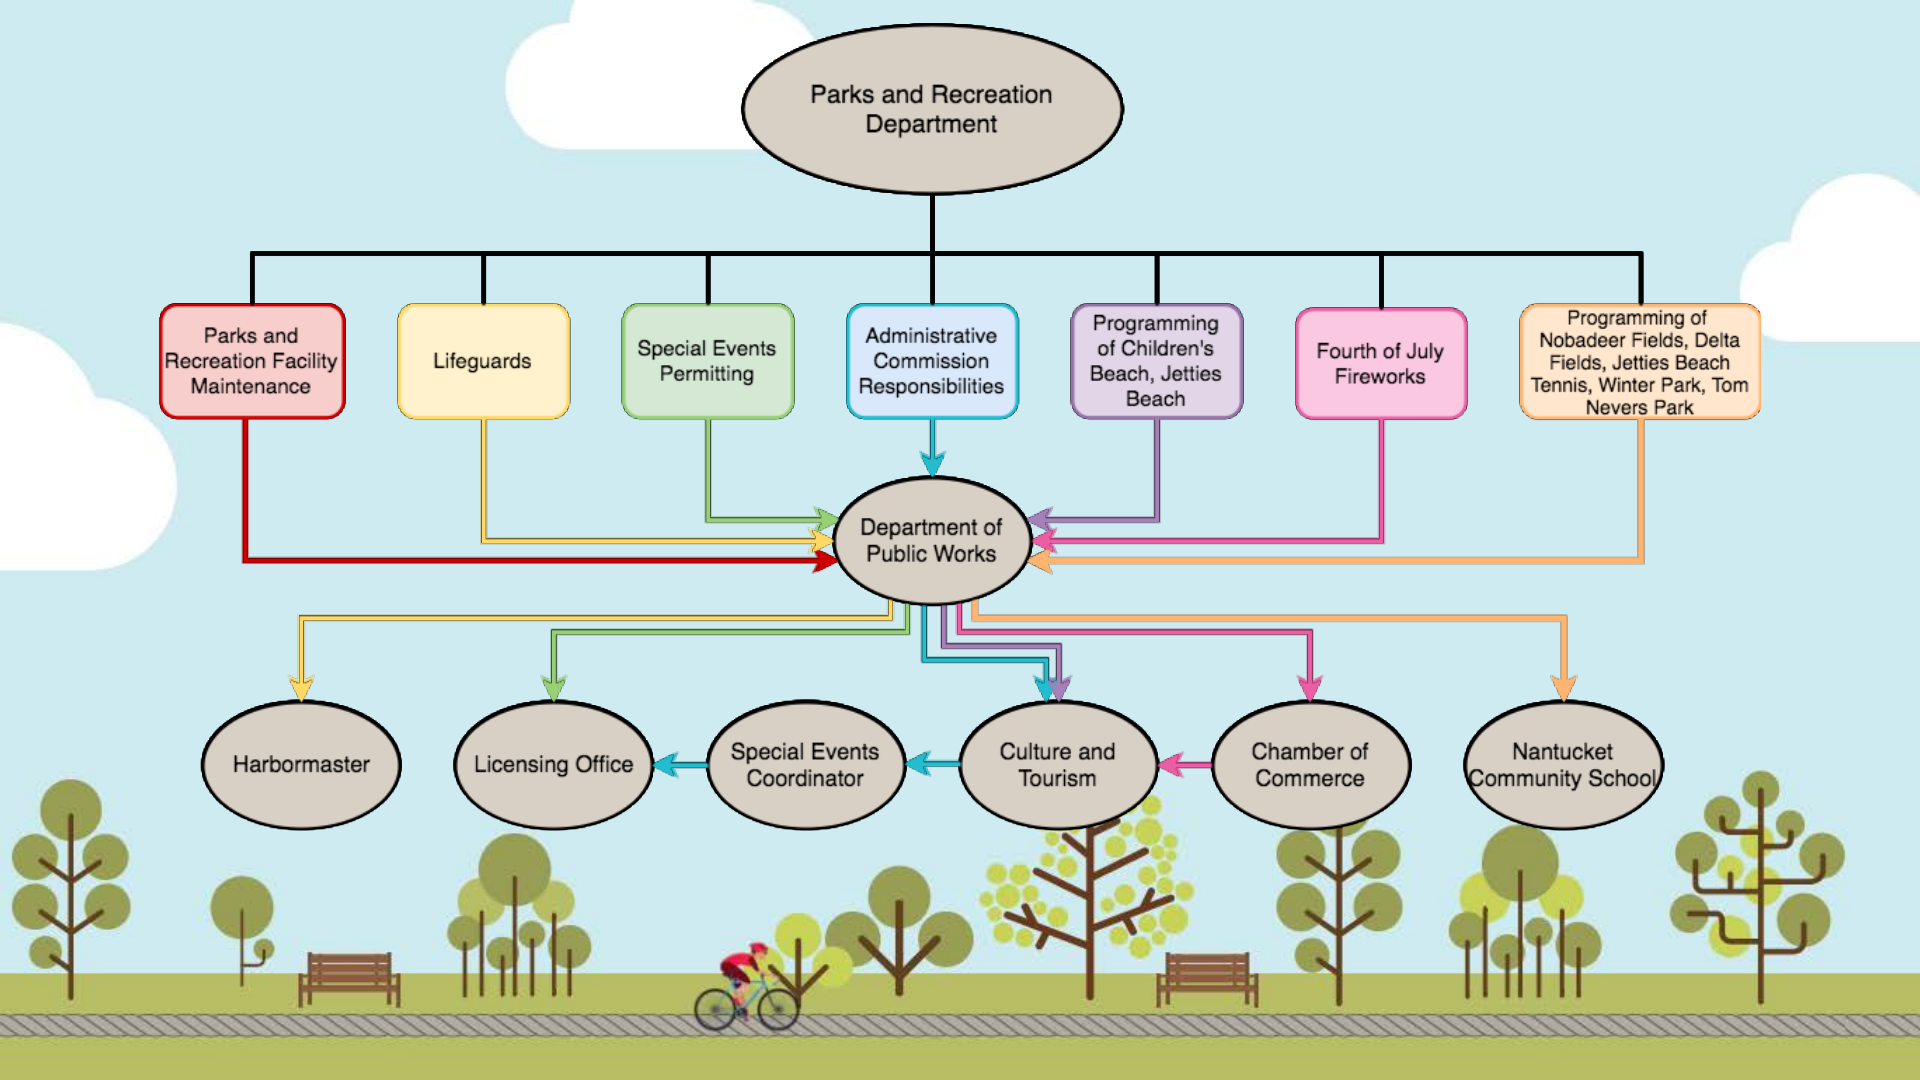 Parks and Recreation
Department
Parks and
Recreation Facility
Maintenance
Lifeguards
Special Events
Permitting
Administrative
Commission
Responsibilities
Programming
of Children's
Beach, Jetties
Beach
Fourth of July
Fireworks
Programming of
Nobadeer Fields, Delta
Fields, Jetties Beach
Tennis, Winter Park, Tom
Nevers Park
Department of
Public Works
Harbormaster
Licensing Office
Special Events
Coordinator
Culture and
Tourism
Chamber of
Commerce
Nantucket
Community School